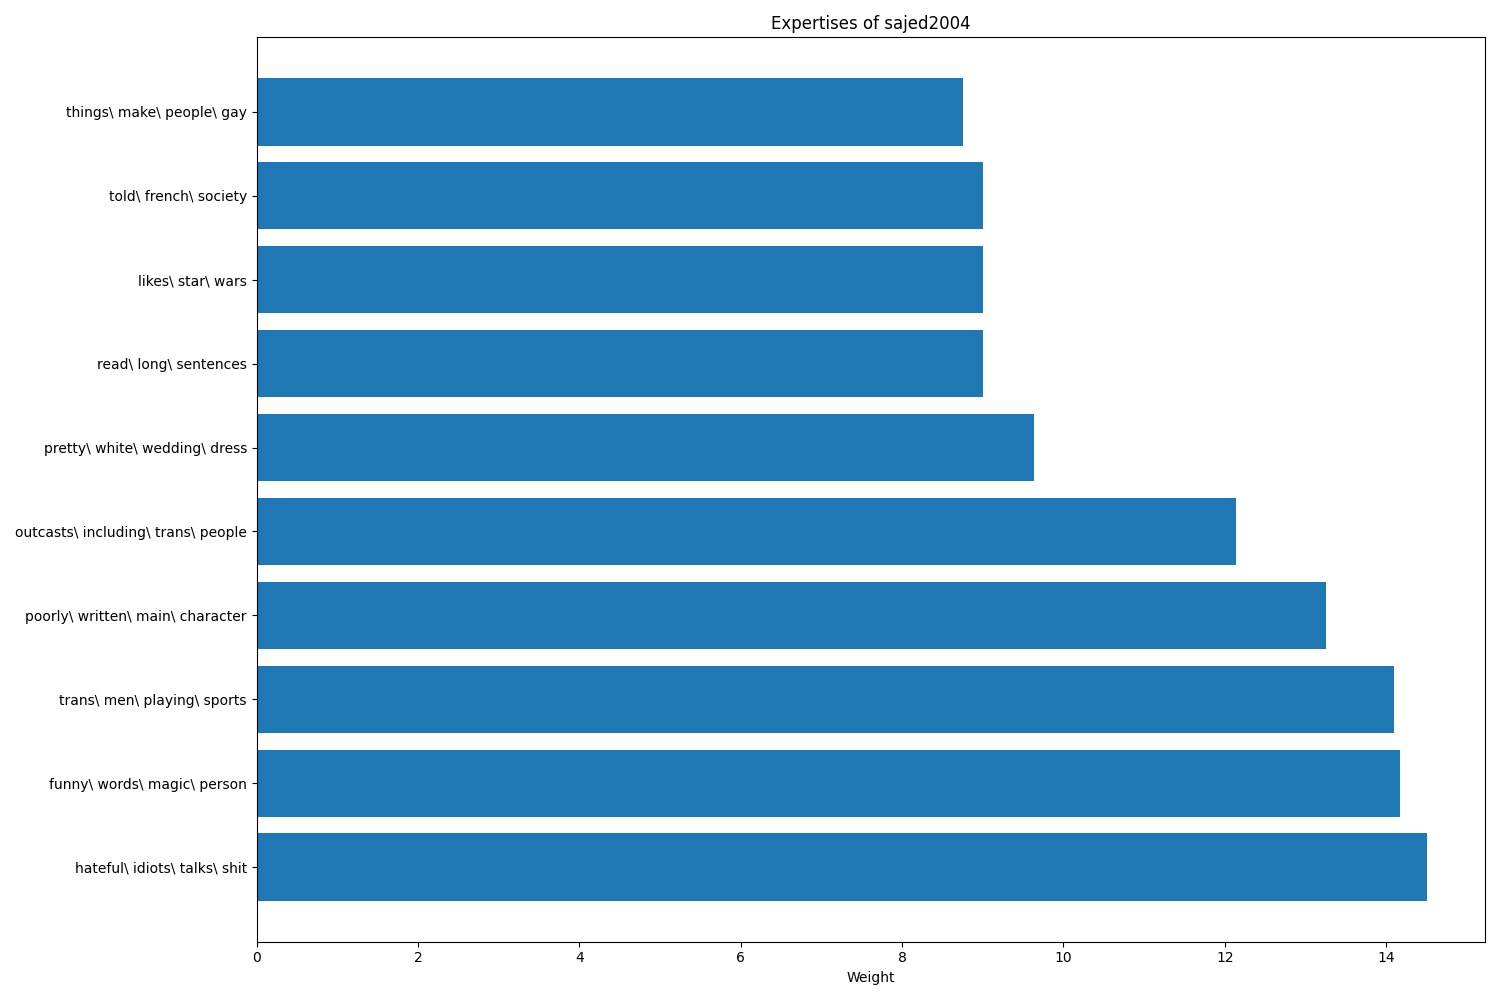 Expertises of sajed2004
things\ make\ people\ gay
told\ french\ society
likes\ star\ wars
read\ long\ sentences
pretty\ white\ wedding\ dress
outcasts\ including\ trans\ people
poorly\ written\ main\ character
trans\ men\ playing\ sports
funny\ words\ magic\ person
hateful\ idiots\ talks\ shit
0 2 4 6 8 10 12 14
Weight